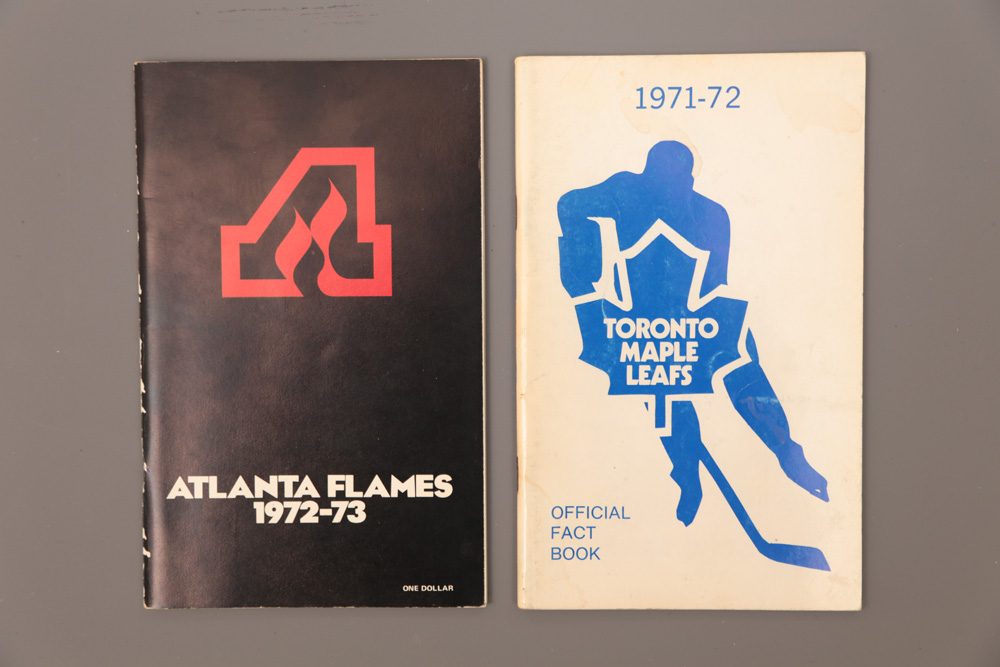 ATLANTA FLAMES
1972-73
ONE DOLLAR
1971-72
TORONTO
MAPLE
LEAFS
OFFICIAL
FACT
BOOK